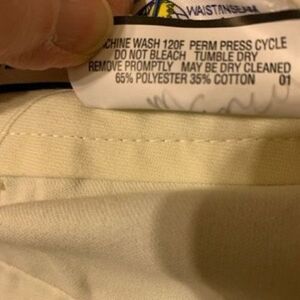 MACHINE WASH 120F PERM PRESS CYCLE
DO NOT BLEACH TUMBLE DRY
REMOVE PROMPTLY MAY BE DRY CLEANED
65% POLYESTER 35% COTTON 01